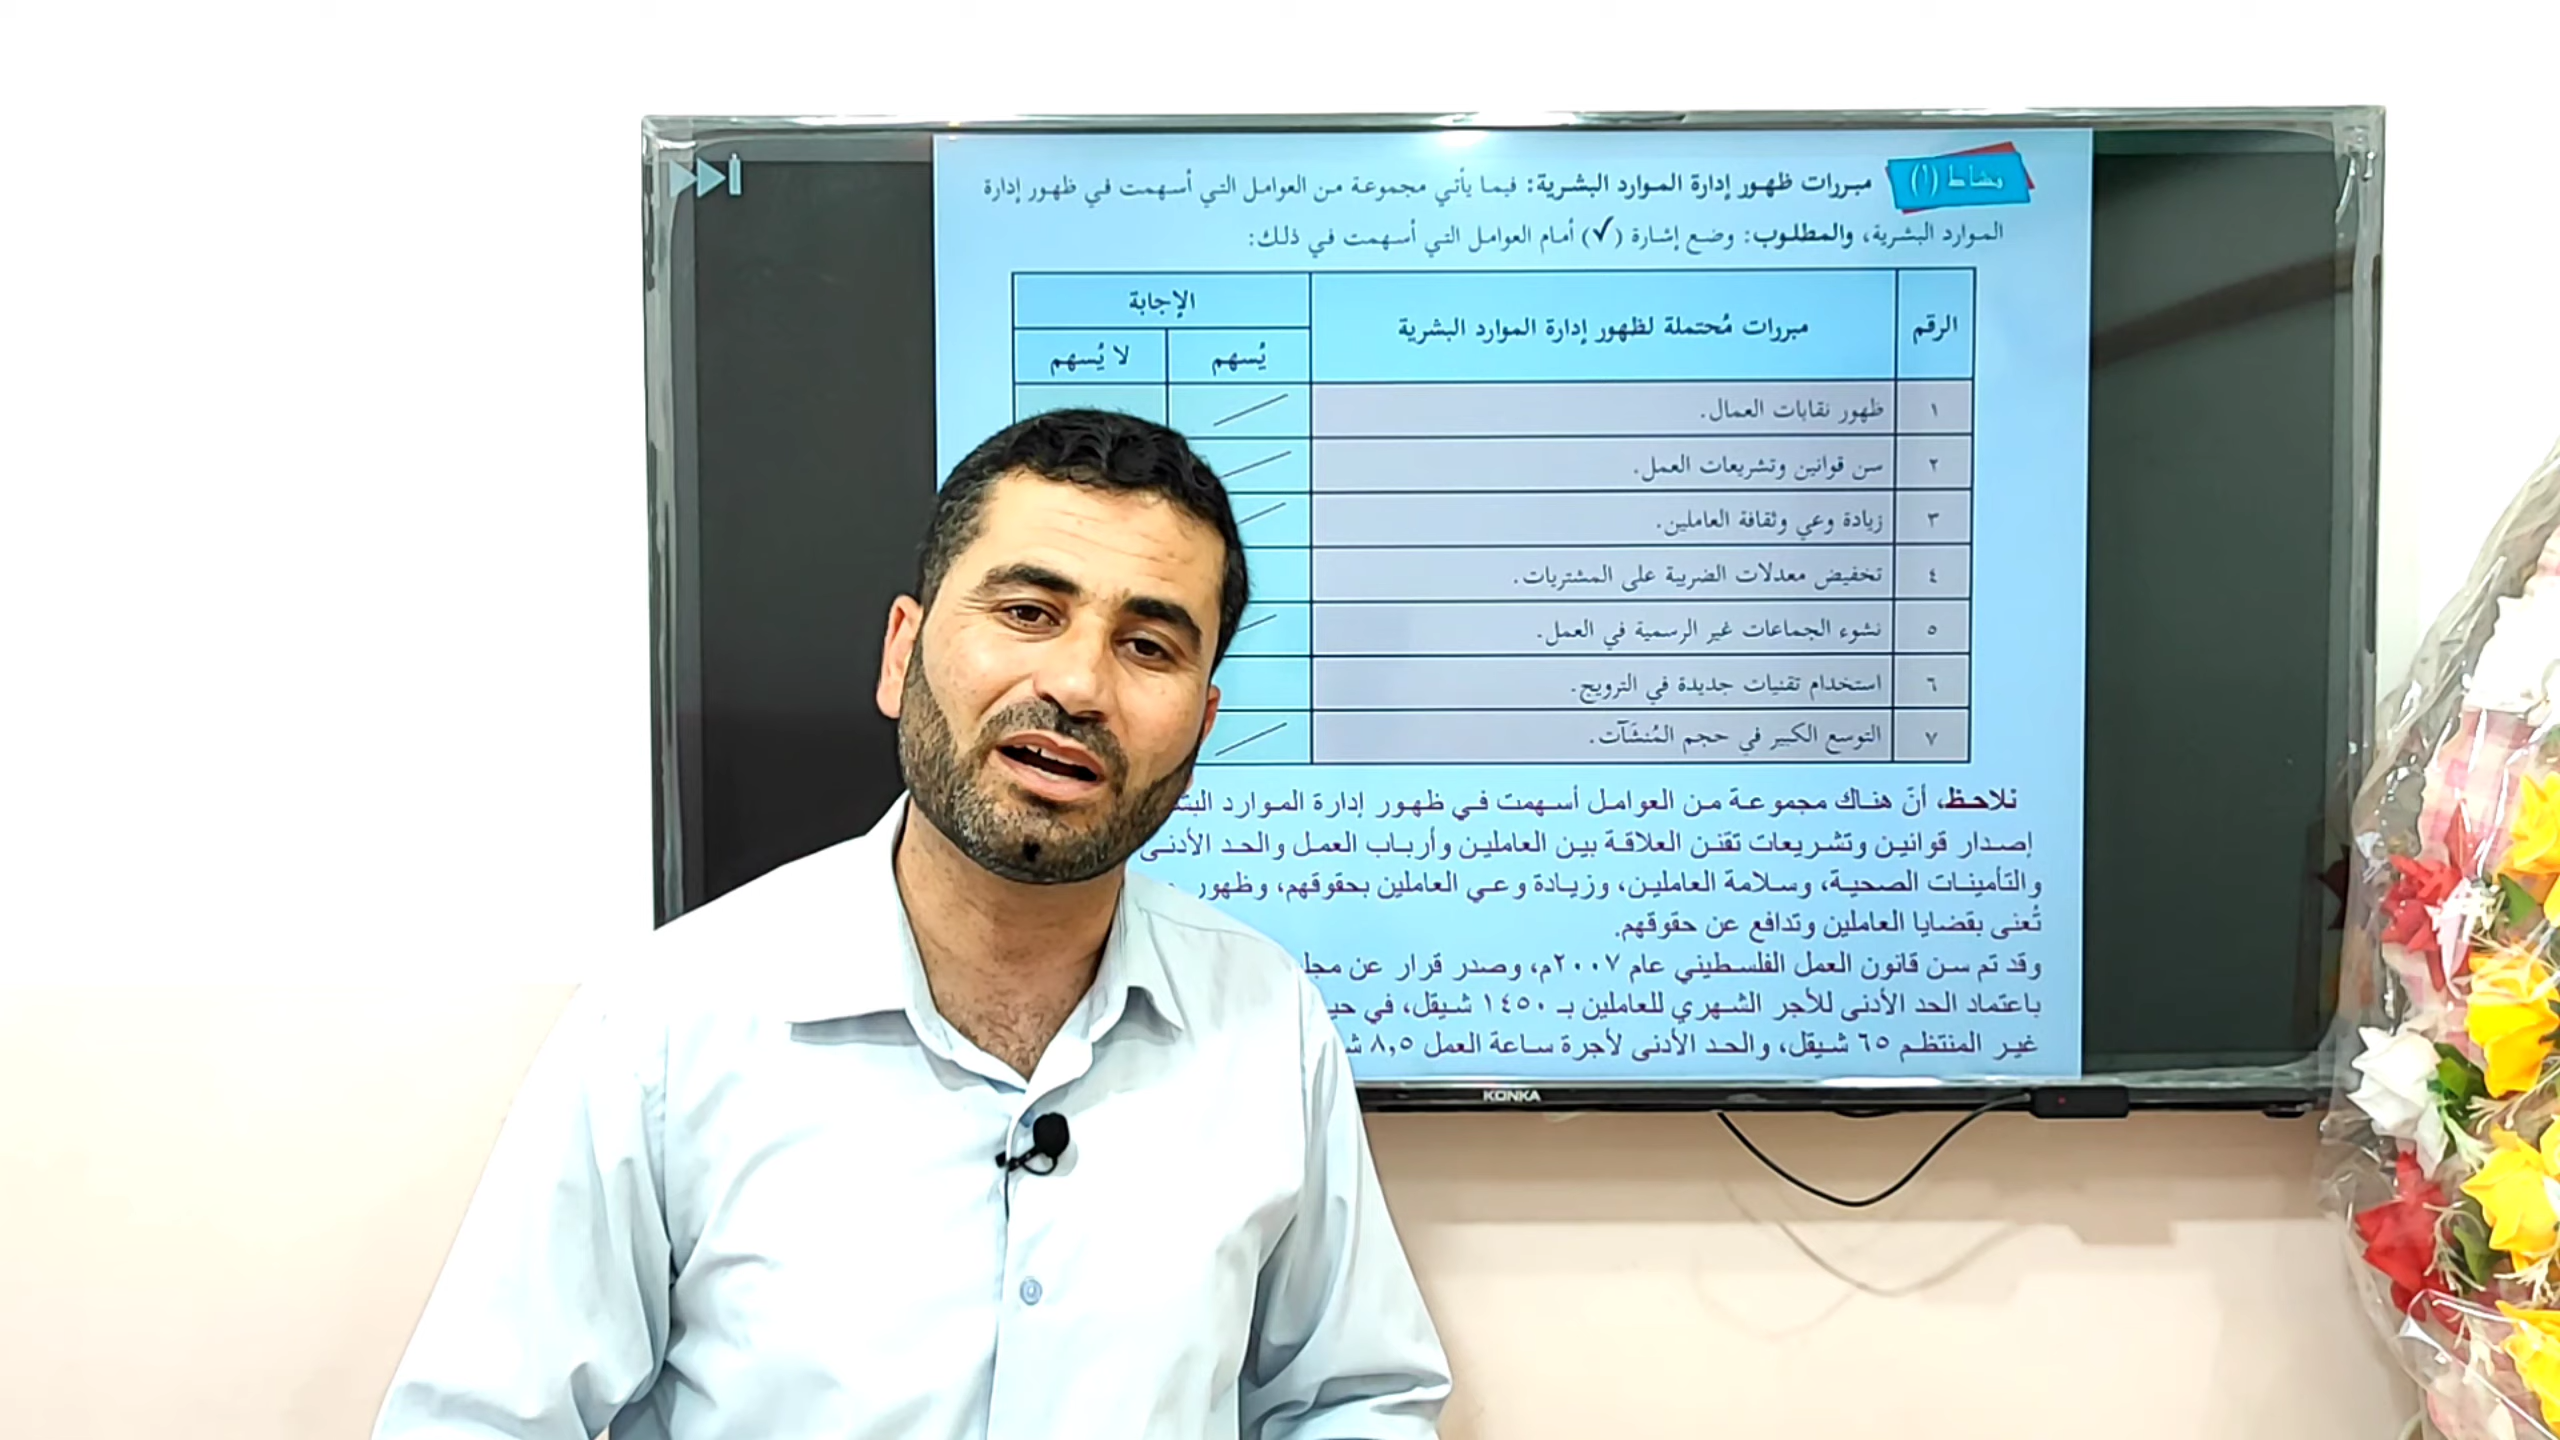 نشاط (١) مبررات ظهور إدارة الموارد البشرية: فيما يأتي مجموعة من العوامل التي أسهمت في ظهور إدارة
الموارد البشرية، والمطلوب: وضع إشارة (✓) أمام العوامل التي أسهمت في ذلك:
الرقم مبررات مُحتملة لظهور إدارة الموارد البشرية الإجابة
يُسهم لا يُسهم
١ ظهور نقابات العمال.
٢ سن قوانين وتشريعات العمل.
٣ زيادة وعي وثقافة العاملين.
٤ تخفيض معدلات الضريبة على المشتريات.
٥ نشوء الجماعات غير الرسمية في العمل.
٦ استخدام تقنيات جديدة في الترويج.
٧ التوسع الكبير في حجم المُنشَآت.
نلاحظ، أنّ هناك مجموعة من العوامل أسهمت في ظهور إدارة الموارد
إصدار قوانين وتشريعات تقنن العلاقة بين العاملين وأرباب العمل والحد الأدنى
والتأمينات الصحية، وسلامة العاملين، وزيادة وعي العاملين بحقوقهم، وظهور
تُعنى بقضايا العاملين وتدافع عن حقوقهم.
وقد تم سن قانون العمل الفلسطيني عام ٢٠٠٧م، وصدر قرار عن
باعتماد الحد الأدنى للأجر الشهري للعاملين بـ ١٤٥٠ شيقل، في
غير المنتظم ٦٥ شيقل، والحد الأدنى لأجرة ساعة العمل ٨,٥
KONKA